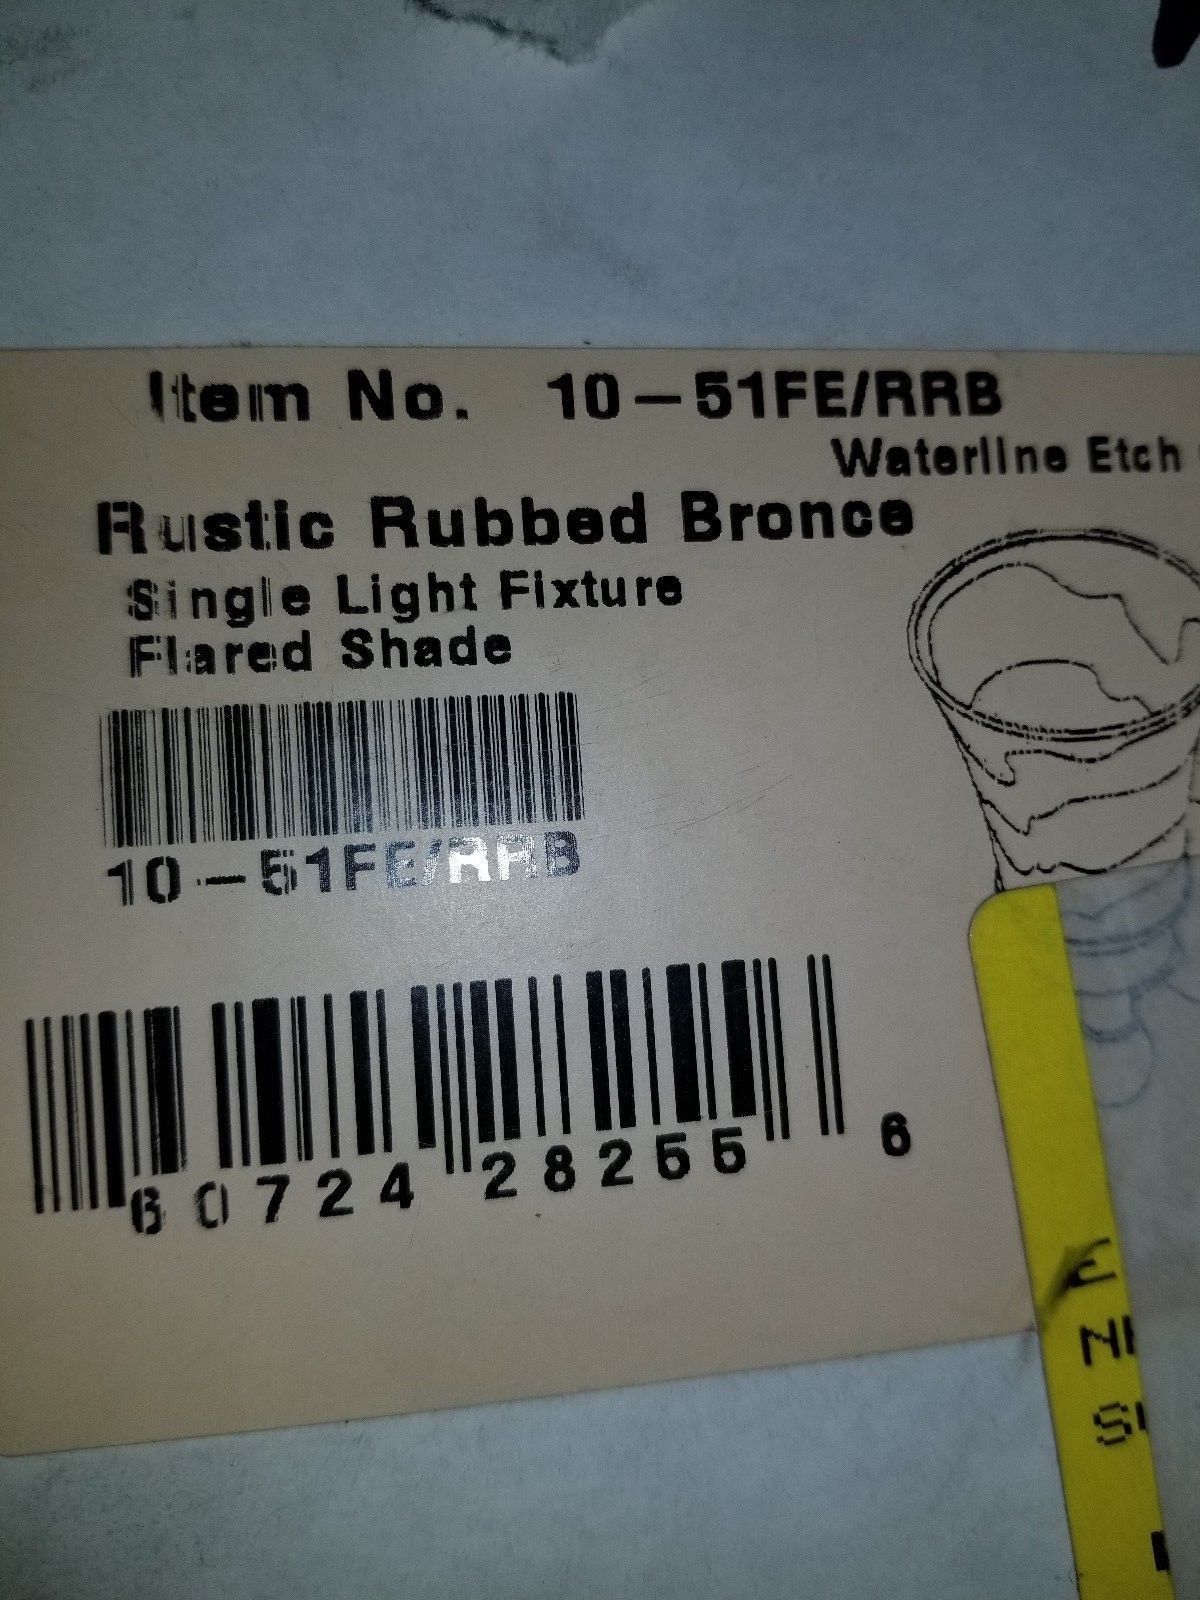 Item No. 10-51FE/RRB
Waterline Etch
Rustic Rubbed Bronce
Single Light Fixture
Flared Shade
10-51FE/RRB
60724 28255 6